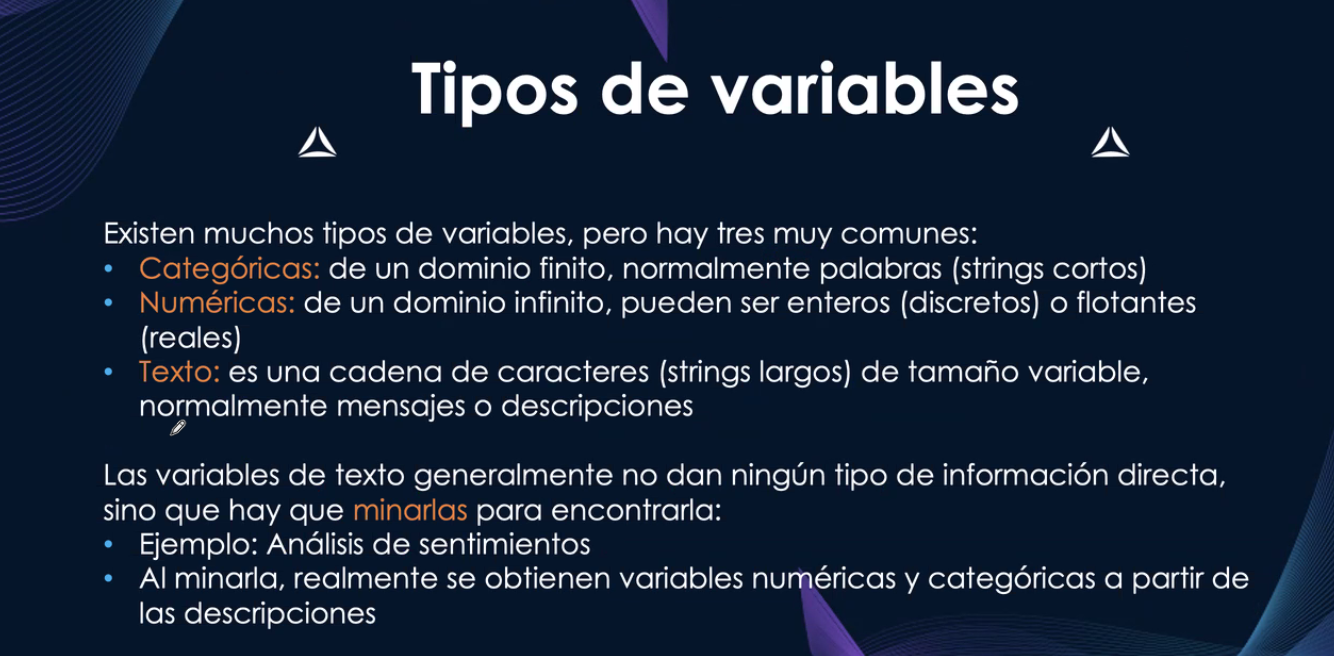 Tipos de variables
Existen muchos tipos de variables, pero hay tres muy comunes:
• Categóricas: de un dominio finito, normalmente palabras (strings cortos)
• Numéricas: de un dominio infinito, pueden ser enteros (discretos) o flotantes
(reales)
• Texto: es una cadena de caracteres (strings largos) de tamaño variable,
normalmente mensajes o descripciones
Las variables de texto generalmente no dan ningún tipo de información directa,
sino que hay que minarlas para encontrarla:
• Ejemplo: Análisis de sentimientos
• Al minarla, realmente se obtienen variables numéricas y categóricas a partir de
las descripciones